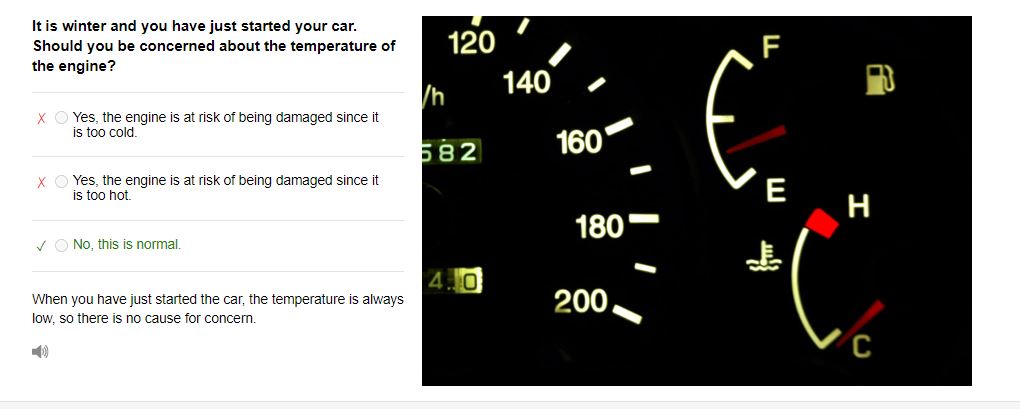 It is winter and you have just started your car.
Should you be concerned about the temperature of
the engine?
Yes, the engine is at risk of being damaged since it
is too cold.
Yes, the engine is at risk of being damaged since it
is too hot.
No, this is normal.
When you have just started the car, the temperature is always
low, so there is no cause for concern.
120
140
/h
160
582
180
4.0
200
F
E
H
C